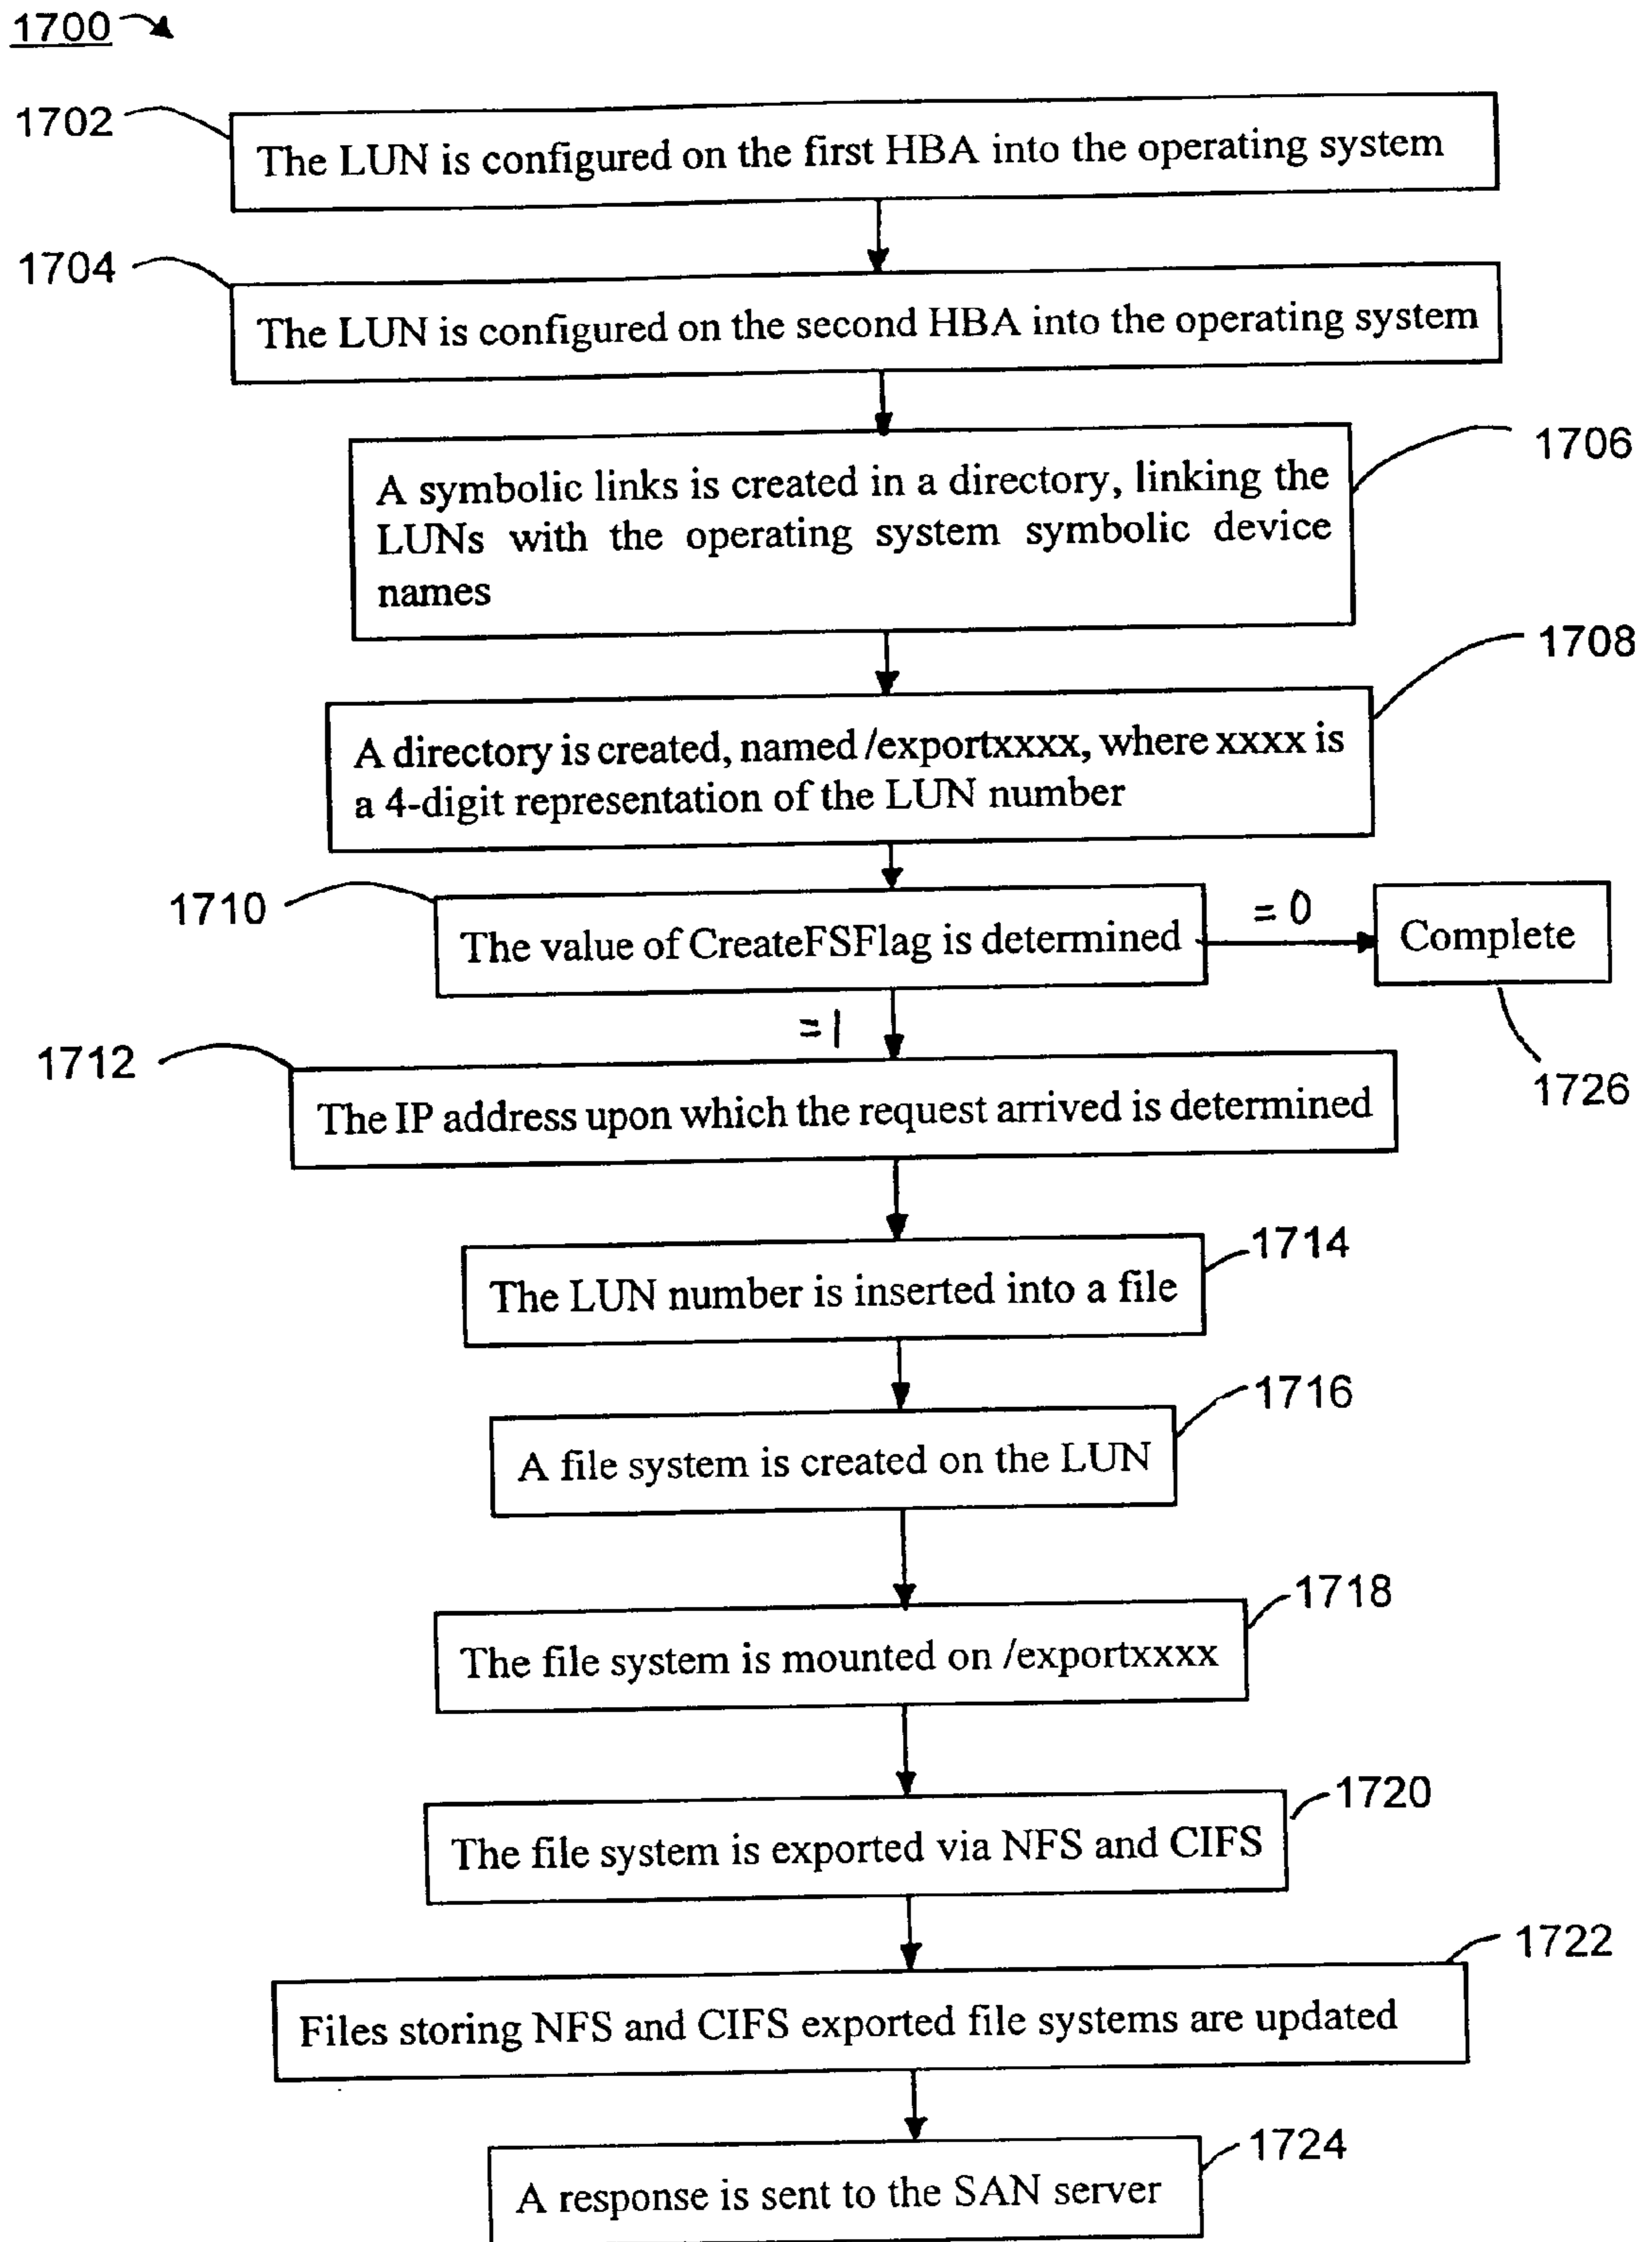 1700
1702
The LUN is configured on the first HBA into the operating system
1704
The LUN is configured on the second HBA into the operating system
1706
A symbolic links is created in a directory, linking the
LUNs with the operating system symbolic device
names
1708
A directory is created, named /exportxxxx, where xxxx is
a 4-digit representation of the LUN number
1710
The value of CreateFSFlag is determined
= 0
Complete
=1
1726
1712
The IP address upon which the request arrived is determined
1714
The LUN number is inserted into a file
1716
A file system is created on the LUN
1718
The file system is mounted on /exportxxxx
1720
The file system is exported via NFS and CIFS
1722
Files storing NFS and CIFS exported file systems are updated
1724
A response is sent to the SAN server